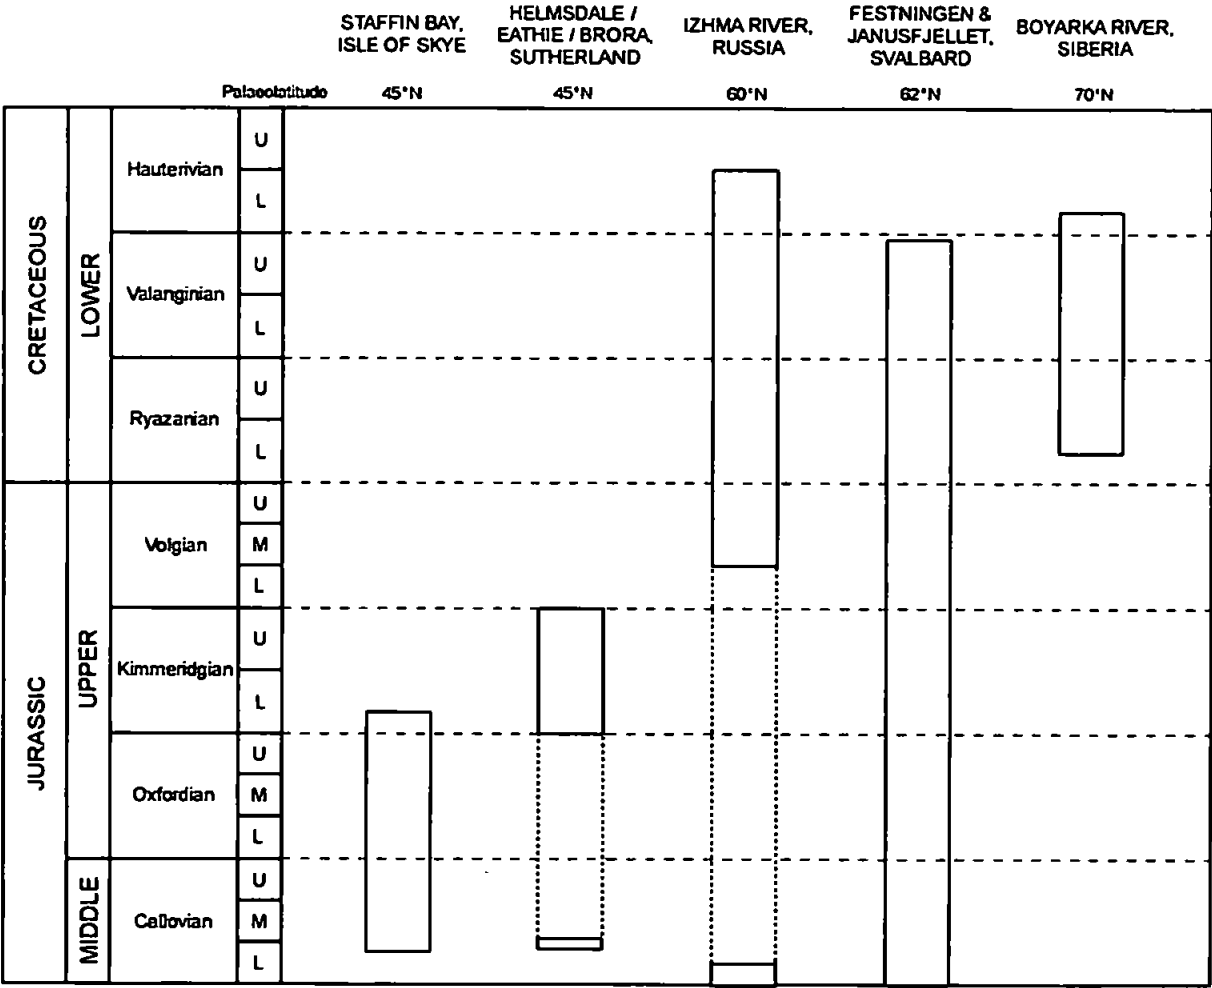 STAFFIN BAY,
ISLE OF SKYE
HELMSDALE /
EATHIE / BRORA,
SUTHERLAND
IZHMA RIVER,
RUSSIA
FESTNINGEN &
JANUSFJELLET,
SVALBARD
BOYARKA RIVER,
SIBERIA
Palaeolatitude 45°N 45°N 60°N 62°N 70°N
CRETACEOUS
LOWER
Hauterivian
U
L
Valanginian
U
L
Ryazanian
U
L
JURASSIC
UPPER
Volgian
U
M
L
Kimmeridgian
U
L
Oxfordian
U
M
L
MIDDLE
Callovian
U
M
L